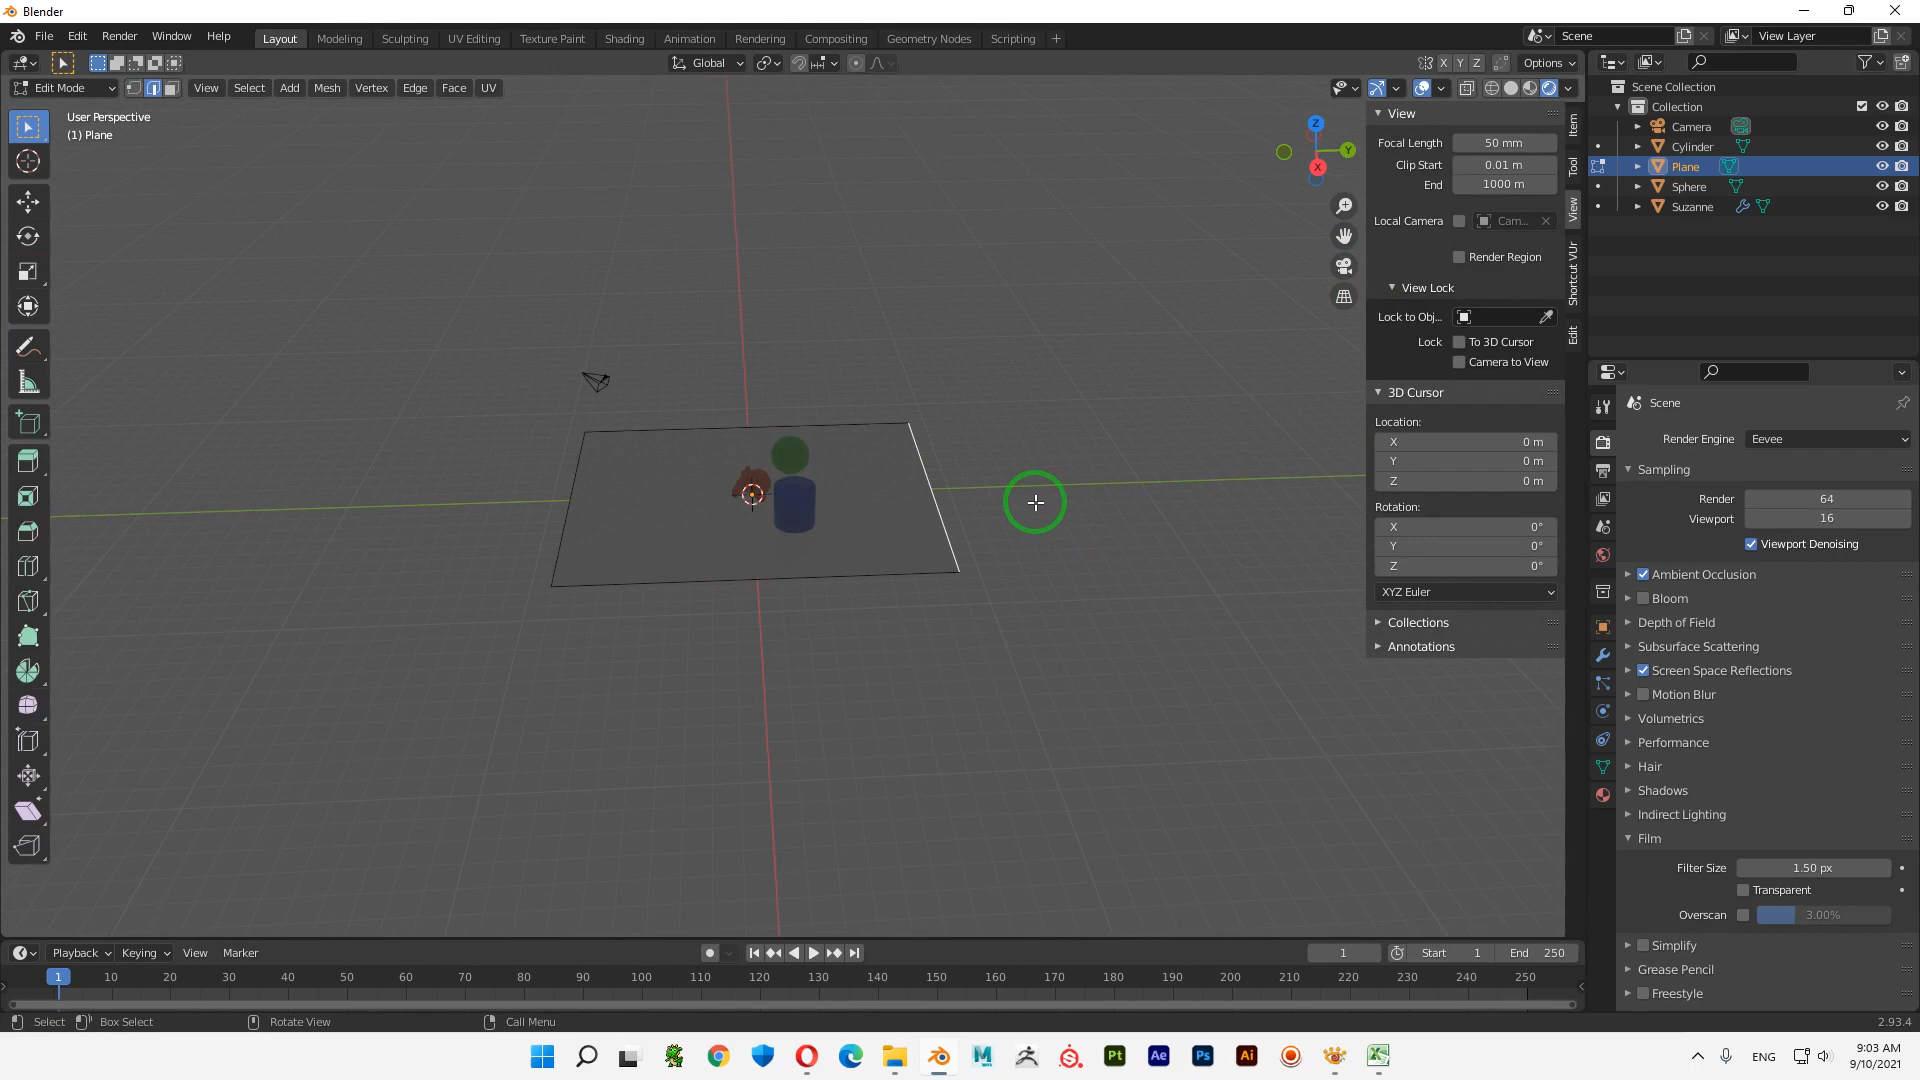 Blender
File Edit Render Window Help
Layout Modeling Sculpting UV Editing Texture Paint Shading Animation Rendering Compositing Geometry Nodes Scripting +
Scene View Layer
Global X Y Z Options
Edit Mode View Select Add Mesh Vertex Edge Face UV
User Perspective
(1) Plane
Z
Y
X
View
Focal Length 50 mm
Clip Start 0.01 m
End 1000 m
Local Camera Cam...
Render Region
View Lock
Lock to Obj...
Lock To 3D Cursor
Camera to View
3D Cursor
Location:
X 0 m
Y 0 m
Z 0 m
Rotation:
X 0°
Y 0°
Z 0°
XYZ Euler
Collections
Annotations
Item
Tool
View
Shortcut VUr
Edit
Scene Collection
Collection
Camera
Cylinder
Plane
Sphere
Suzanne
Scene
Render Engine Eevee
Sampling
Render 64
Viewport 16
Viewport Denoising
Ambient Occlusion
Bloom
Depth of Field
Subsurface Scattering
Screen Space Reflections
Motion Blur
Volumetrics
Performance
Hair
Shadows
Indirect Lighting
Film
Filter Size 1.50 px
Transparent
Overscan 3.00%
Simplify
Grease Pencil
Freestyle
Playback Keying View Marker 1 Start 1 End 250
1 10 20 30 40 50 60 70 80 90 100 110 120 130 140 150 160 170 180 190 200 210 220 230 240 250
Select Box Select Rotate View Call Menu 2.93.4
Pt Ae Ps Ai ENG 9:03 AM
9/10/2021